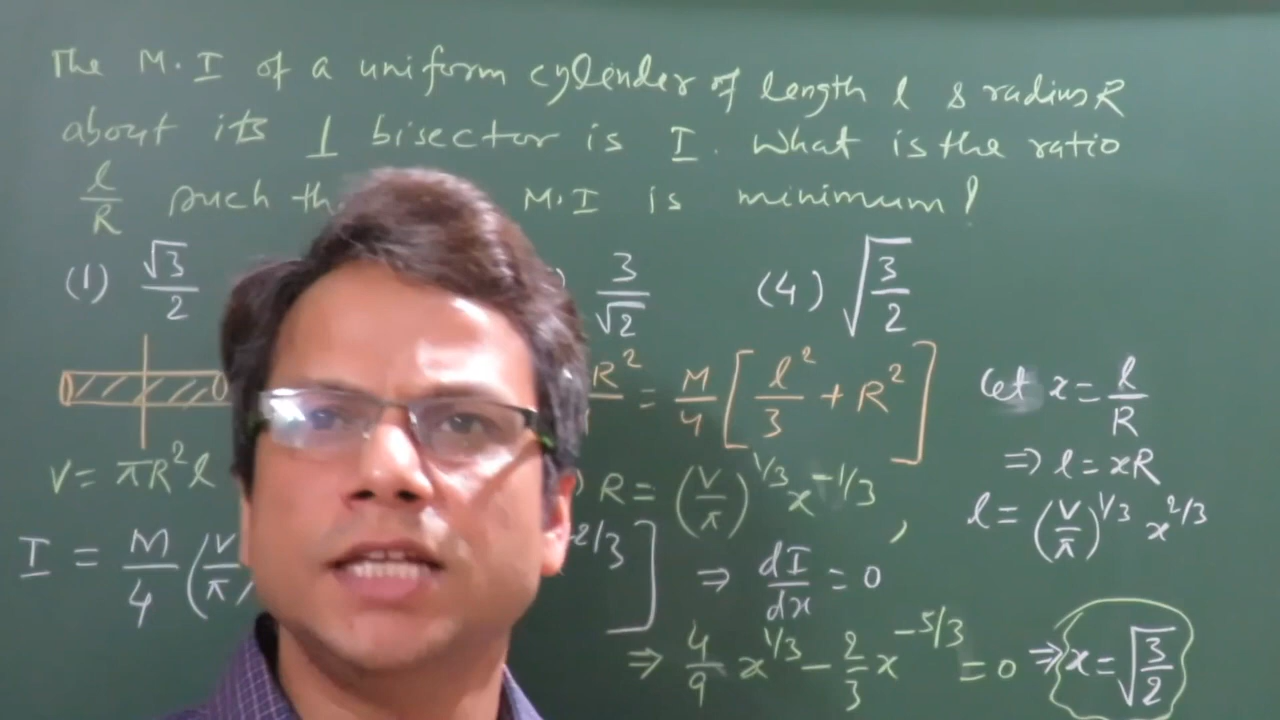 The M.I of a uniform cylender of length l & radius R
about its ⊥ bisector is I. What is the ratio
l/R such M.I is minimum?
(1) √3/2 3/√2 (4) √(3/2)
R² = M/4 [l²/3 + R²] Let x = l/R
⇒ l = xR
V = πR²l R = (V/π)^1/3 x^-1/3 , l = (V/π)^1/3 x^2/3
I = M/4 (V/π) ^-2/3 ] ⇒ dI/dx = 0
⇒ 4/9 x^1/3 - 2/3 x^-5/3 = 0 ⇒ x = √(3/2)